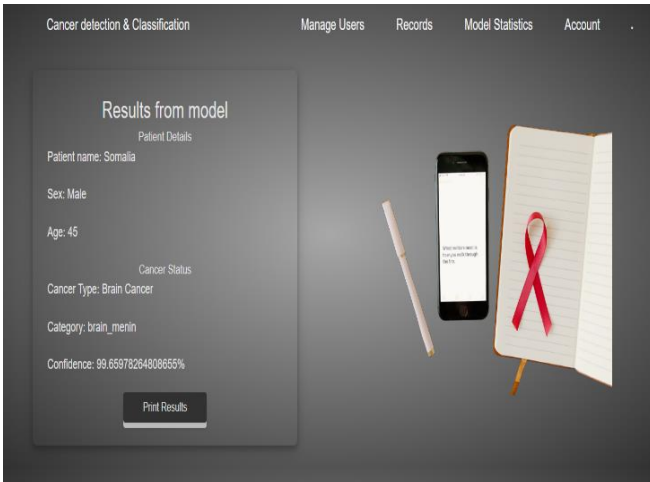 Cancer detection & Classification
Manage Users
Records
Model Statistics
Account
Results from model
Patient Details
Patient name: Somalia
Sex: Male
Age: 45
Cancer Status
Cancer Type: Brain Cancer
Category: brain_menin
Confidence: 99.65978264808655%
Print Results